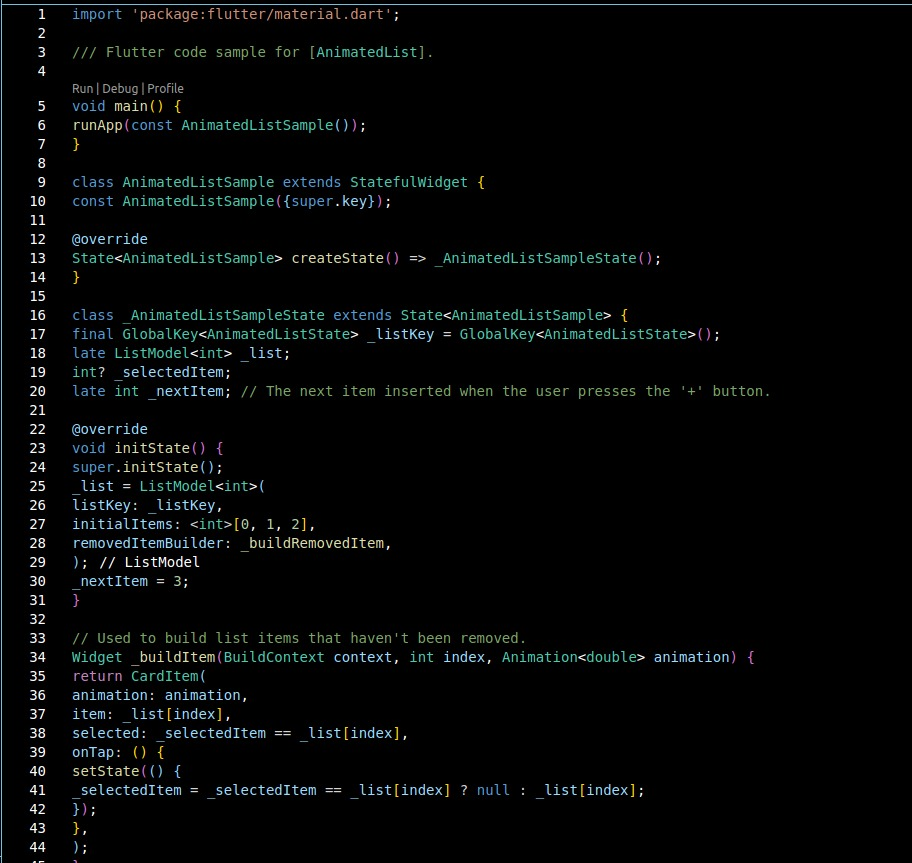 1 import 'package:flutter/material.dart';
2
3 /// Flutter code sample for [AnimatedList].
4
Run | Debug | Profile
5 void main() {
6 runApp(const AnimatedListSample());
7 }
8
9 class AnimatedListSample extends StatefulWidget {
10 const AnimatedListSample({super.key});
11
12 @override
13 State<AnimatedListSample> createState() => _AnimatedListSampleState();
14 }
15
16 class _AnimatedListSampleState extends State<AnimatedListSample> {
17 final GlobalKey<AnimatedListState> _listKey = GlobalKey<AnimatedListState>();
18 late ListModel<int> _list;
19 int? _selectedItem;
20 late int _nextItem; // The next item inserted when the user presses the '+' button.
21
22 @override
23 void initState() {
24 super.initState();
25 _list = ListModel<int>(
26 listKey: _listKey,
27 initialItems: <int>[0, 1, 2],
28 removedItemBuilder: _buildRemovedItem,
29 ); // ListModel
30 _nextItem = 3;
31 }
32
33 // Used to build list items that haven't been removed.
34 Widget _buildItem(BuildContext context, int index, Animation<double> animation) {
35 return CardItem(
36 animation: animation,
37 item: _list[index],
38 selected: _selectedItem == _list[index],
39 onTap: () {
40 setState(() {
41 _selectedItem = _selectedItem == _list[index] ? null : _list[index];
42 });
43 },
44 );